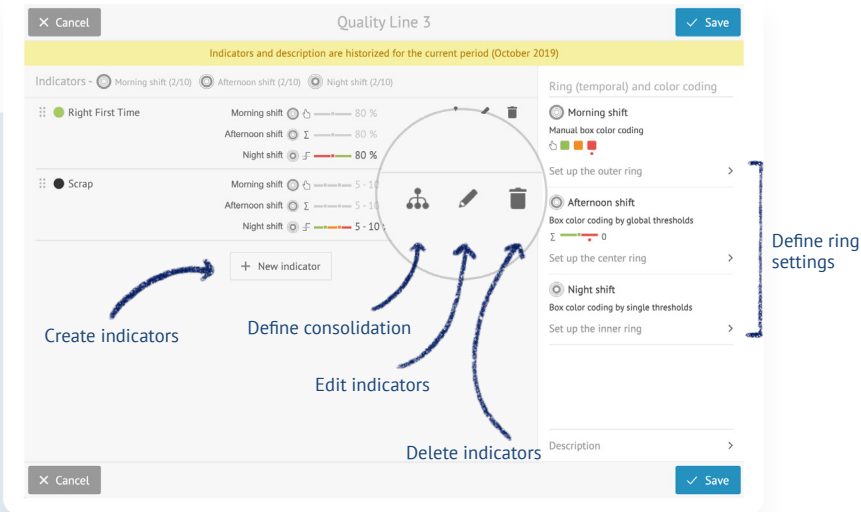 Cancel
Quality Line 3
Save
Indicators and description are historized for the current period (October 2019)
Indicators - Morning shift (2/10) Afternoon shift (2/10) Night shift (2/10)
Right First Time
Morning shift 80 %
Afternoon shift Σ 80 %
Night shift 80 %
Scrap
Morning shift 5 - 10
Afternoon shift Σ 5 - 10
Night shift 5 - 10
+ New indicator
Create indicators
Define consolidation
Edit indicators
Delete indicators
Ring (temporal) and color coding
Morning shift
Manual box color coding
Set up the outer ring
Afternoon shift
Box color coding by global thresholds
Σ 0
Set up the center ring
Night shift
Box color coding by single thresholds
Set up the inner ring
Description
Define ring
settings
Cancel
Save